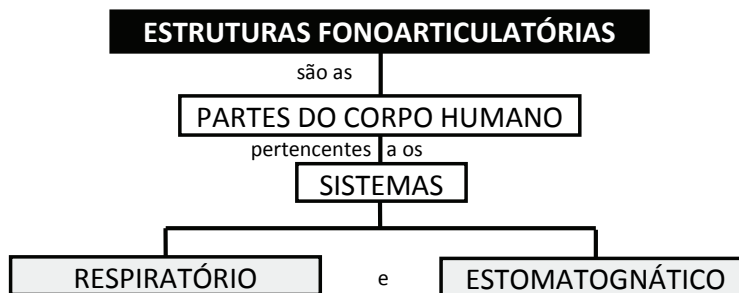 ESTRUTURAS FONOARTICULATÓRIAS
são as
PARTES DO CORPO HUMANO
pertencentes a os
SISTEMAS
RESPIRATÓRIO e ESTOMATOGNÁTICO